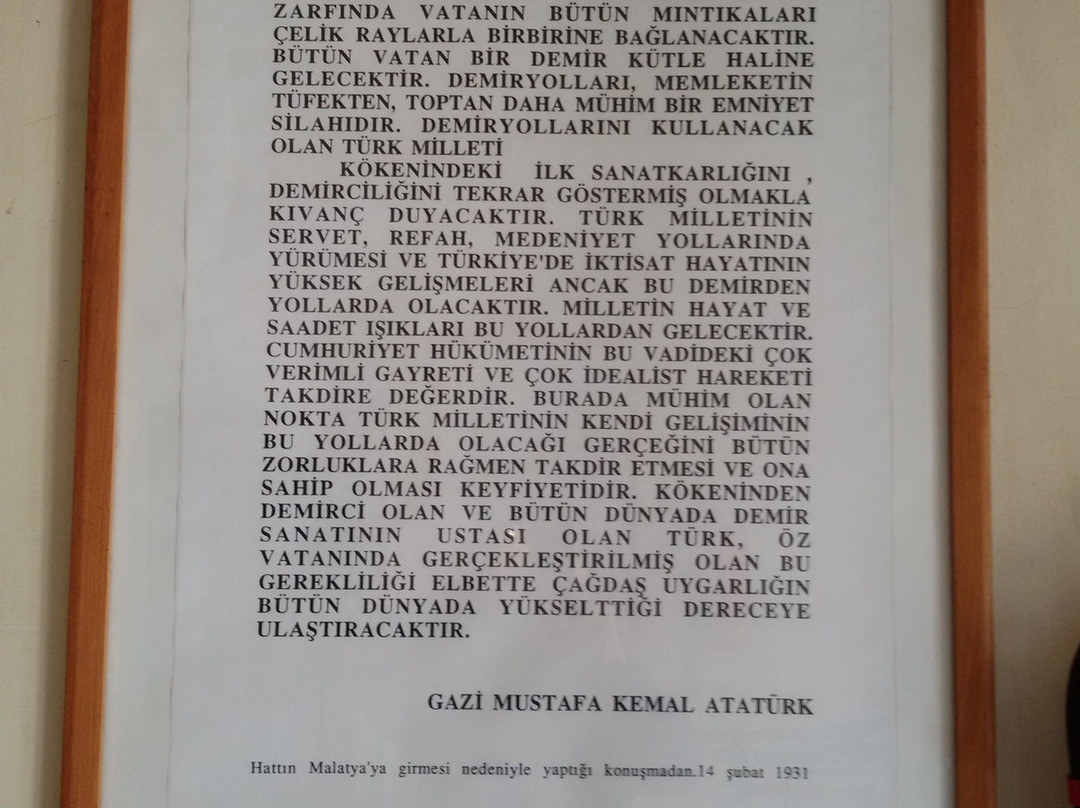 ZARFINDA VATANIN BÜTÜN MINTIKALARI
ÇELİK RAYLARLA BİRBİRİNE BAĞLANACAKTIR.
BÜTÜN VATAN BİR DEMİR KÜTLE HALİNE
GELECEKTİR. DEMİRYOLLARI, MEMLEKETİN
TÜFEKTEN, TOPTAN DAHA MÜHİM BİR EMNİYET
SİLAHIDIR. DEMİRYOLLARINI KULLANACAK
OLAN TÜRK MİLLETİ
KÖKENİNDEKİ İLK SANATKARLIĞINI ,
DEMİRCİLİĞİNİ TEKRAR GÖSTERMİŞ OLMAKLA
KIVANÇ DUYACAKTIR. TÜRK MİLLETİNİN
SERVET, REFAH, MEDENİYET YOLLARINDA
YÜRÜMESİ VE TÜRKİYE'DE İKTİSAT HAYATININ
YÜKSEK GELİŞMELERİ ANCAK BU DEMİRDEN
YOLLARDA OLACAKTIR. MİLLETİN HAYAT VE
SAADET IŞIKLARI BU YOLLARDAN GELECEKTİR.
CUMHURİYET HÜKÜMETİNİN BU VADİDEKİ ÇOK
VERİMLİ GAYRETİ VE ÇOK İDEALİST HAREKETİ
TAKDİRE DEĞERDİR. BURADA MÜHİM OLAN
NOKTA TÜRK MİLLETİNİN KENDİ GELİŞİMİNİN
BU YOLLARDA OLACAĞI GERÇEĞİNİ BÜTÜN
ZORLUKLARA RAĞMEN TAKDİR ETMESİ VE ONA
SAHİP OLMASI KEYFİYETİDİR. KÖKENİNDEN
DEMİRCİ OLAN VE BÜTÜN DÜNYADA DEMİR
SANATININ USTASI OLAN TÜRK, ÖZ
VATANINDA GERÇEKLEŞTİRİLMİŞ OLAN BU
GEREKLİLİĞİ ELBETTE ÇAĞDAŞ UYGARLIĞIN
BÜTÜN DÜNYADA YÜKSELTTİĞİ DERECEYE
ULAŞTIRACAKTIR.
GAZİ MUSTAFA KEMAL ATATÜRK
Hattın Malatya'ya girmesi nedeniyle yaptığı konuşmadan.14 şubat 1931